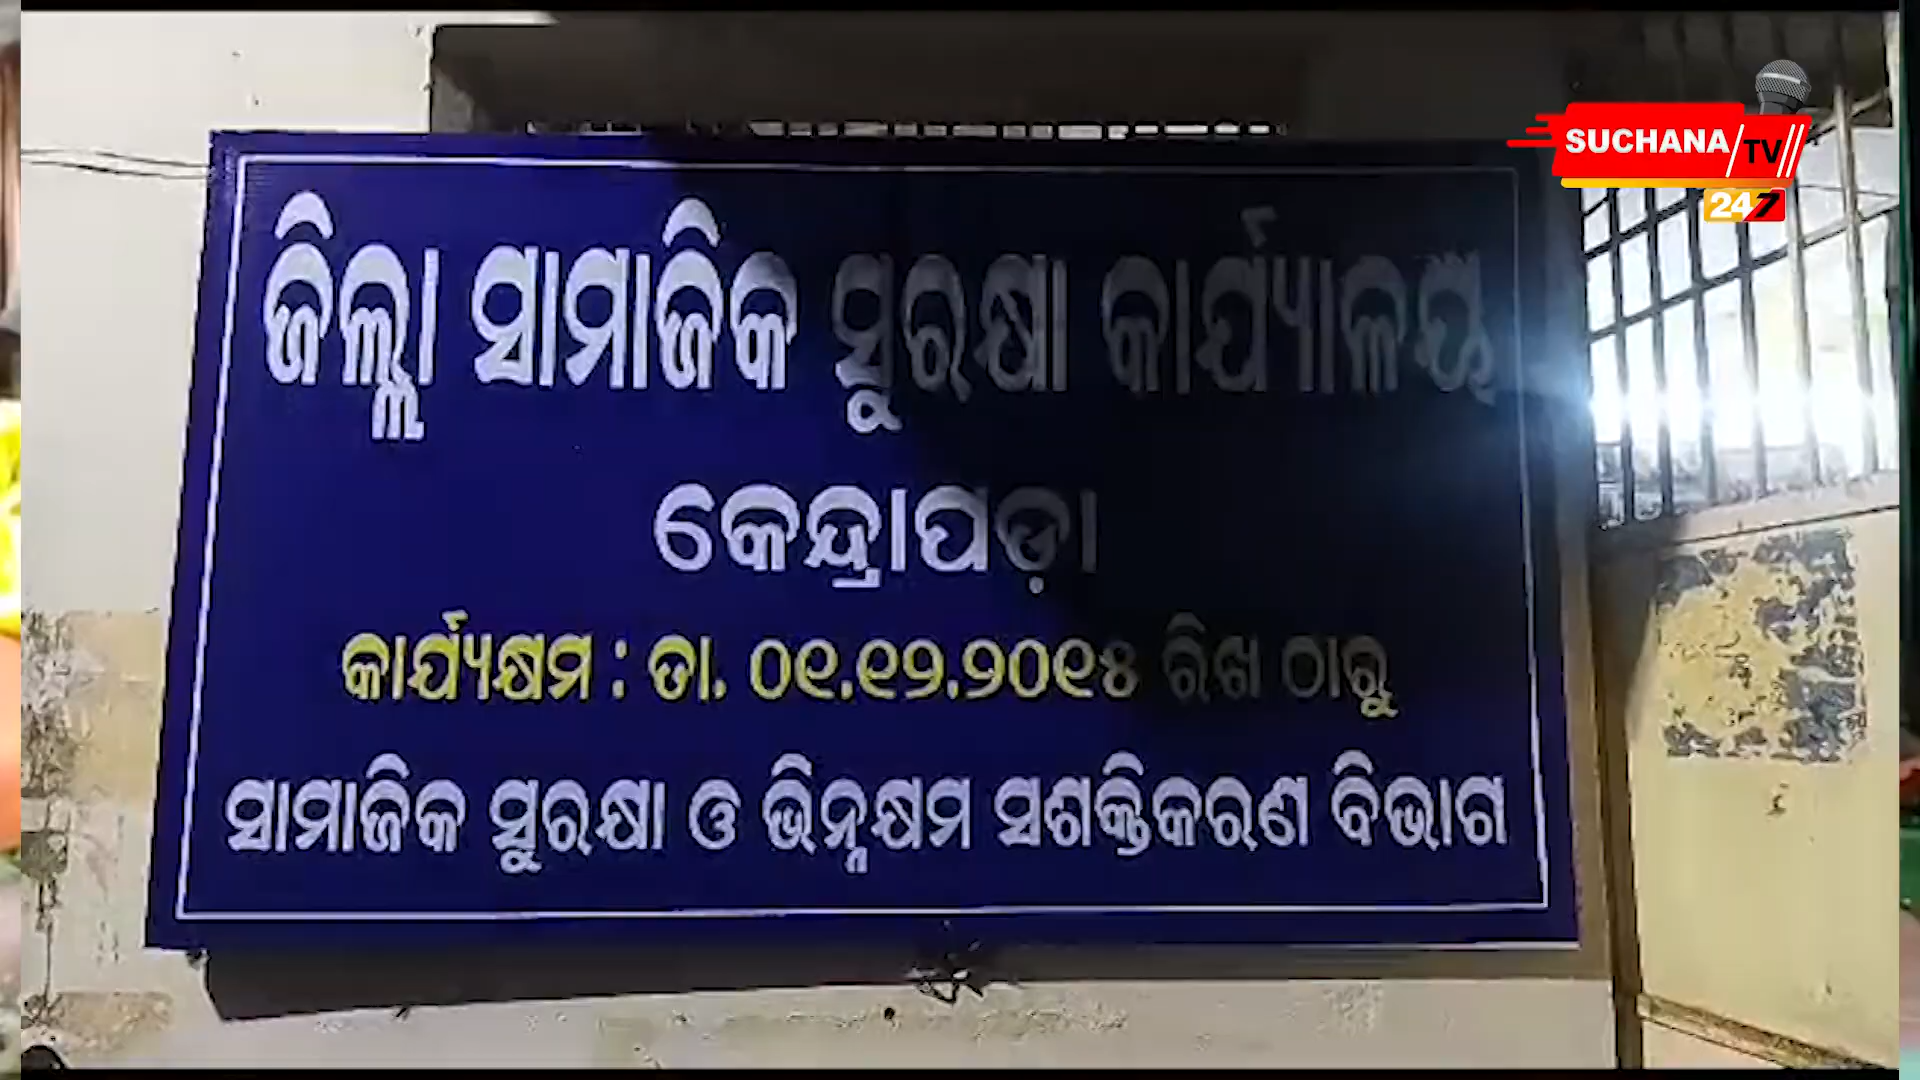 ଜିଲ୍ଲା ସାମାଜିକ ସୁରକ୍ଷା କାର୍ଯ୍ୟାଳୟ
କେନ୍ଦ୍ରାପଡ଼ା
କାର୍ଯ୍ୟକ୍ଷମ : ତା. ୦୧.୧୨.୨୦୧୫ ରିଖ ଠାରୁ
ସାମାଜିକ ସୁରକ୍ଷା ଓ ଭିନ୍ନକ୍ଷମ ସଶକ୍ତିକରଣ ବିଭାଗ
SUCHANA TV
24 7